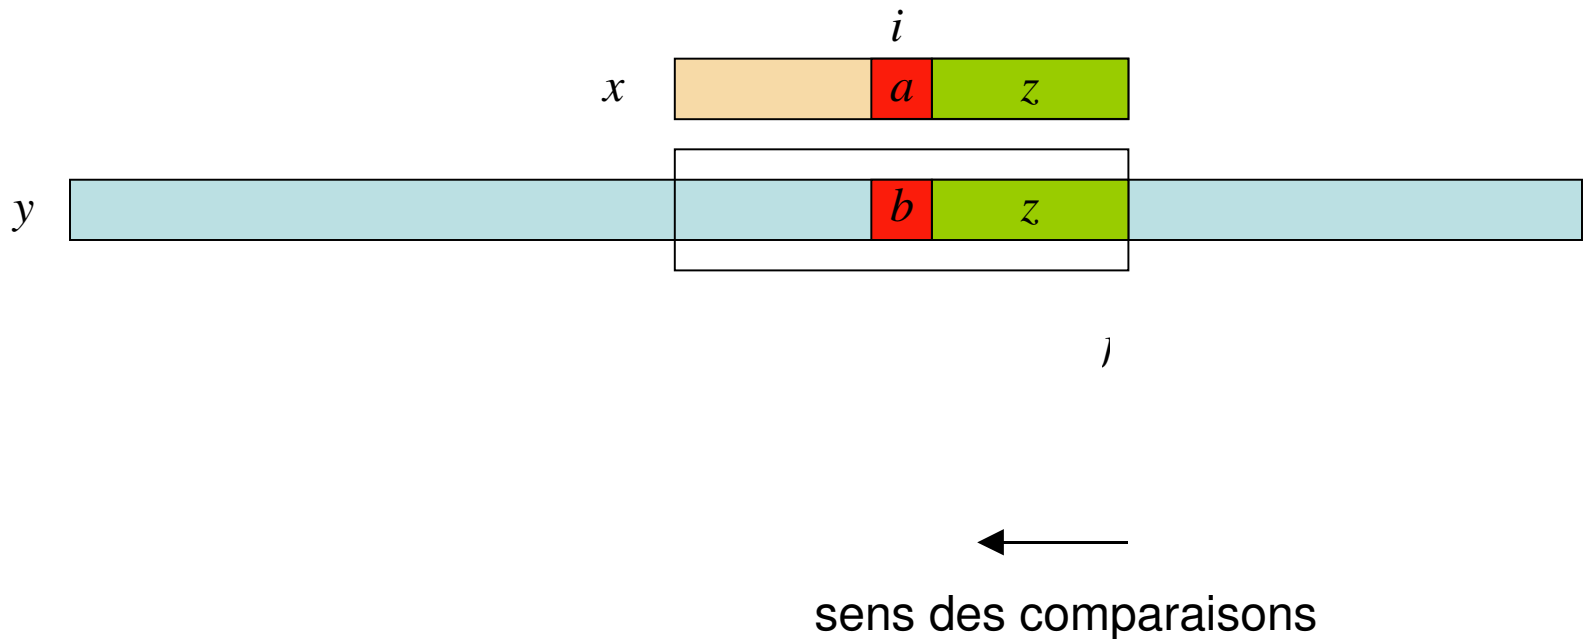 i
x a z
y b z
sens des comparaisons